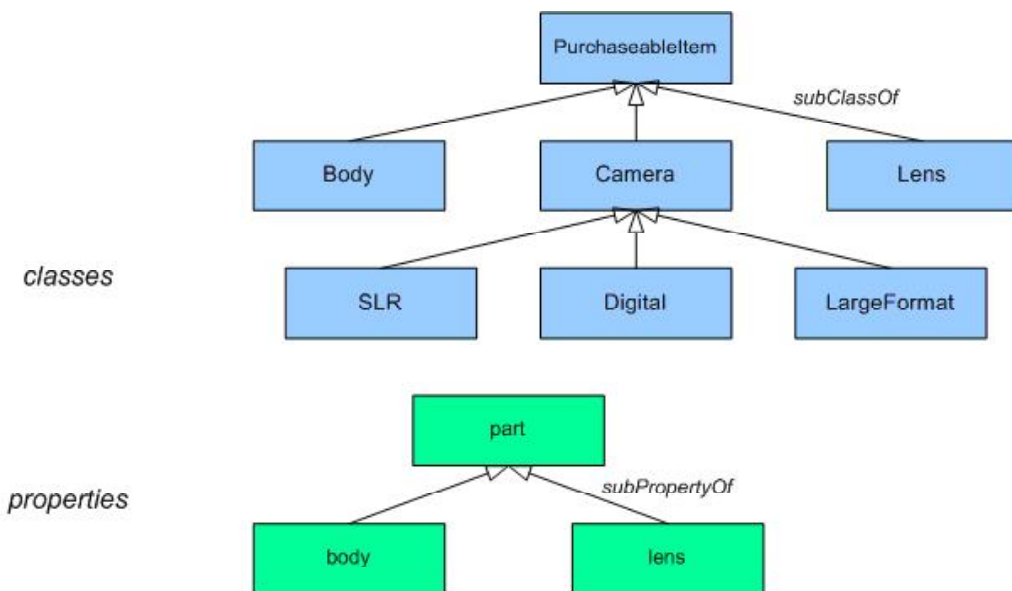 PurchaseableItem
subClassOf
Body
Camera
Lens
classes
SLR
Digital
LargeFormat
part
properties
subPropertyOf
body
lens